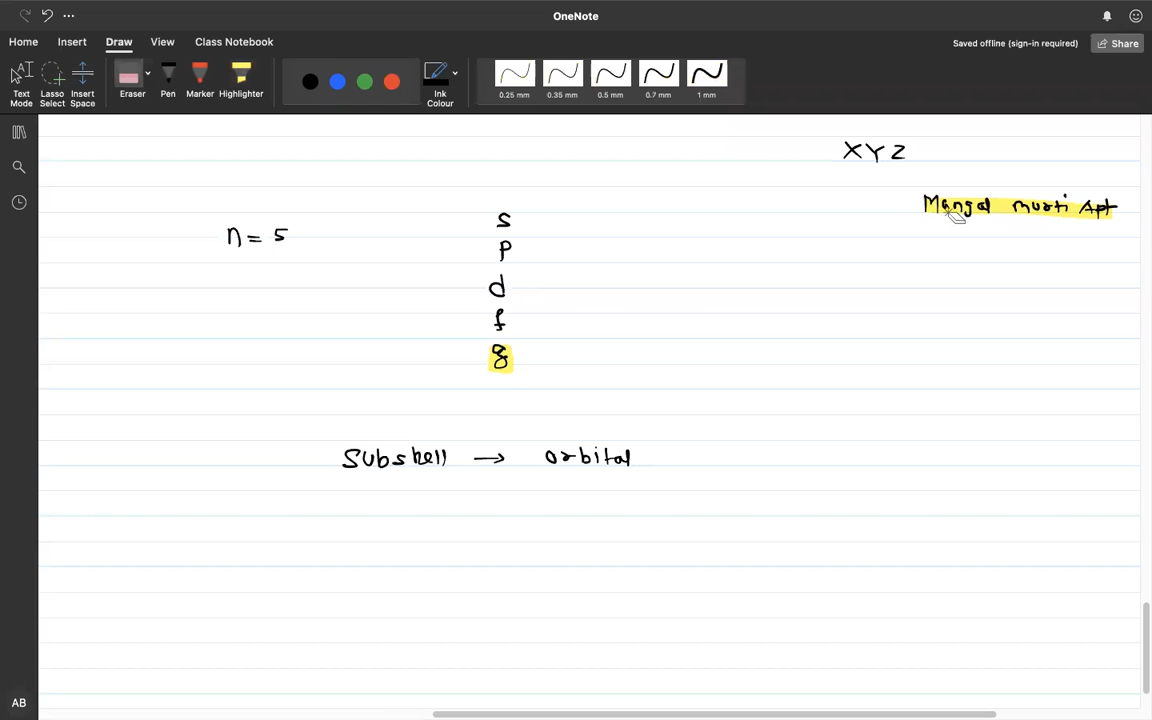 OneNote
Home Insert Draw View Class Notebook
Saved offline (sign-in required) Share
Text Mode
Lasso Select
Insert Space
Eraser
Pen
Marker
Highlighter
Ink Colour
0.25 mm 0.35 mm 0.5 mm 0.7 mm 1 mm
XYZ
Mangal murti Apt
n = 5
s
p
d
f
g
Subshell → orbital
AB